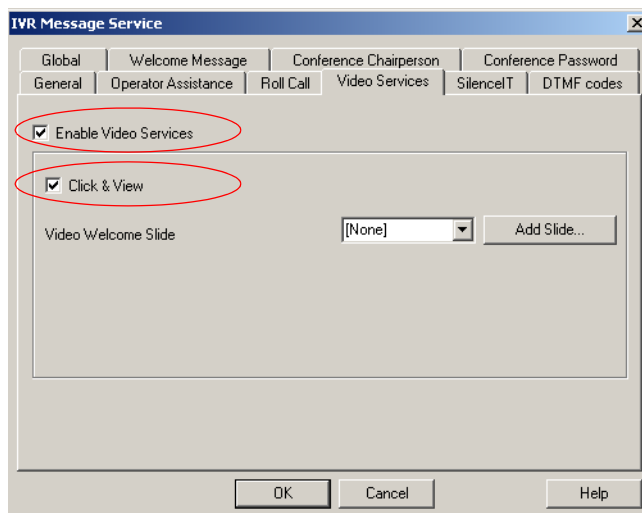 IVR Message Service
Global Welcome Message Conference Chairperson Conference Password
General Operator Assistance Roll Call Video Services SilenceIT DTMF codes
Enable Video Services
Click & View
Video Welcome Slide [None] Add Slide...
OK Cancel Help